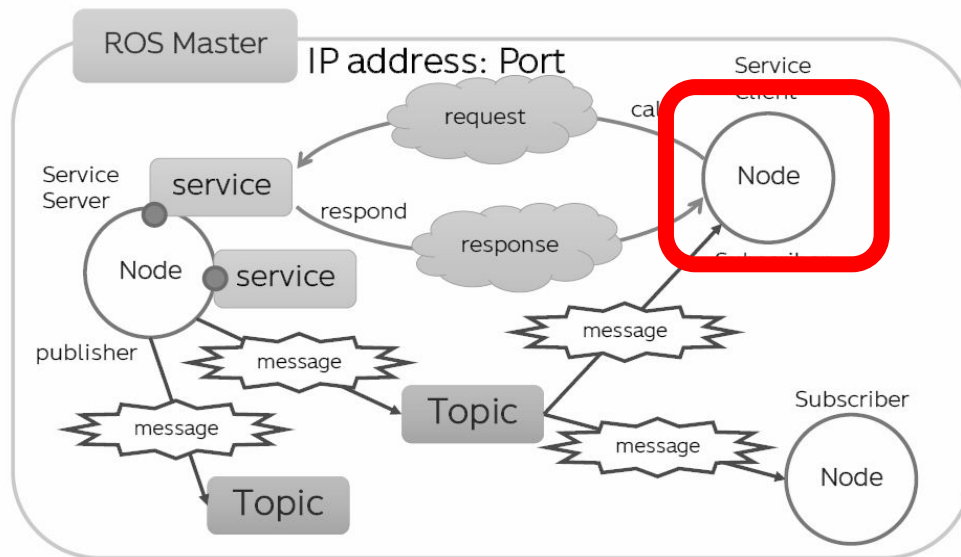 ROS Master
IP address: Port
Service
request
Node
Service
Server
service
respond
response
Node
service
publisher
message
message
message
Topic
Subscriber
message
Node
Topic